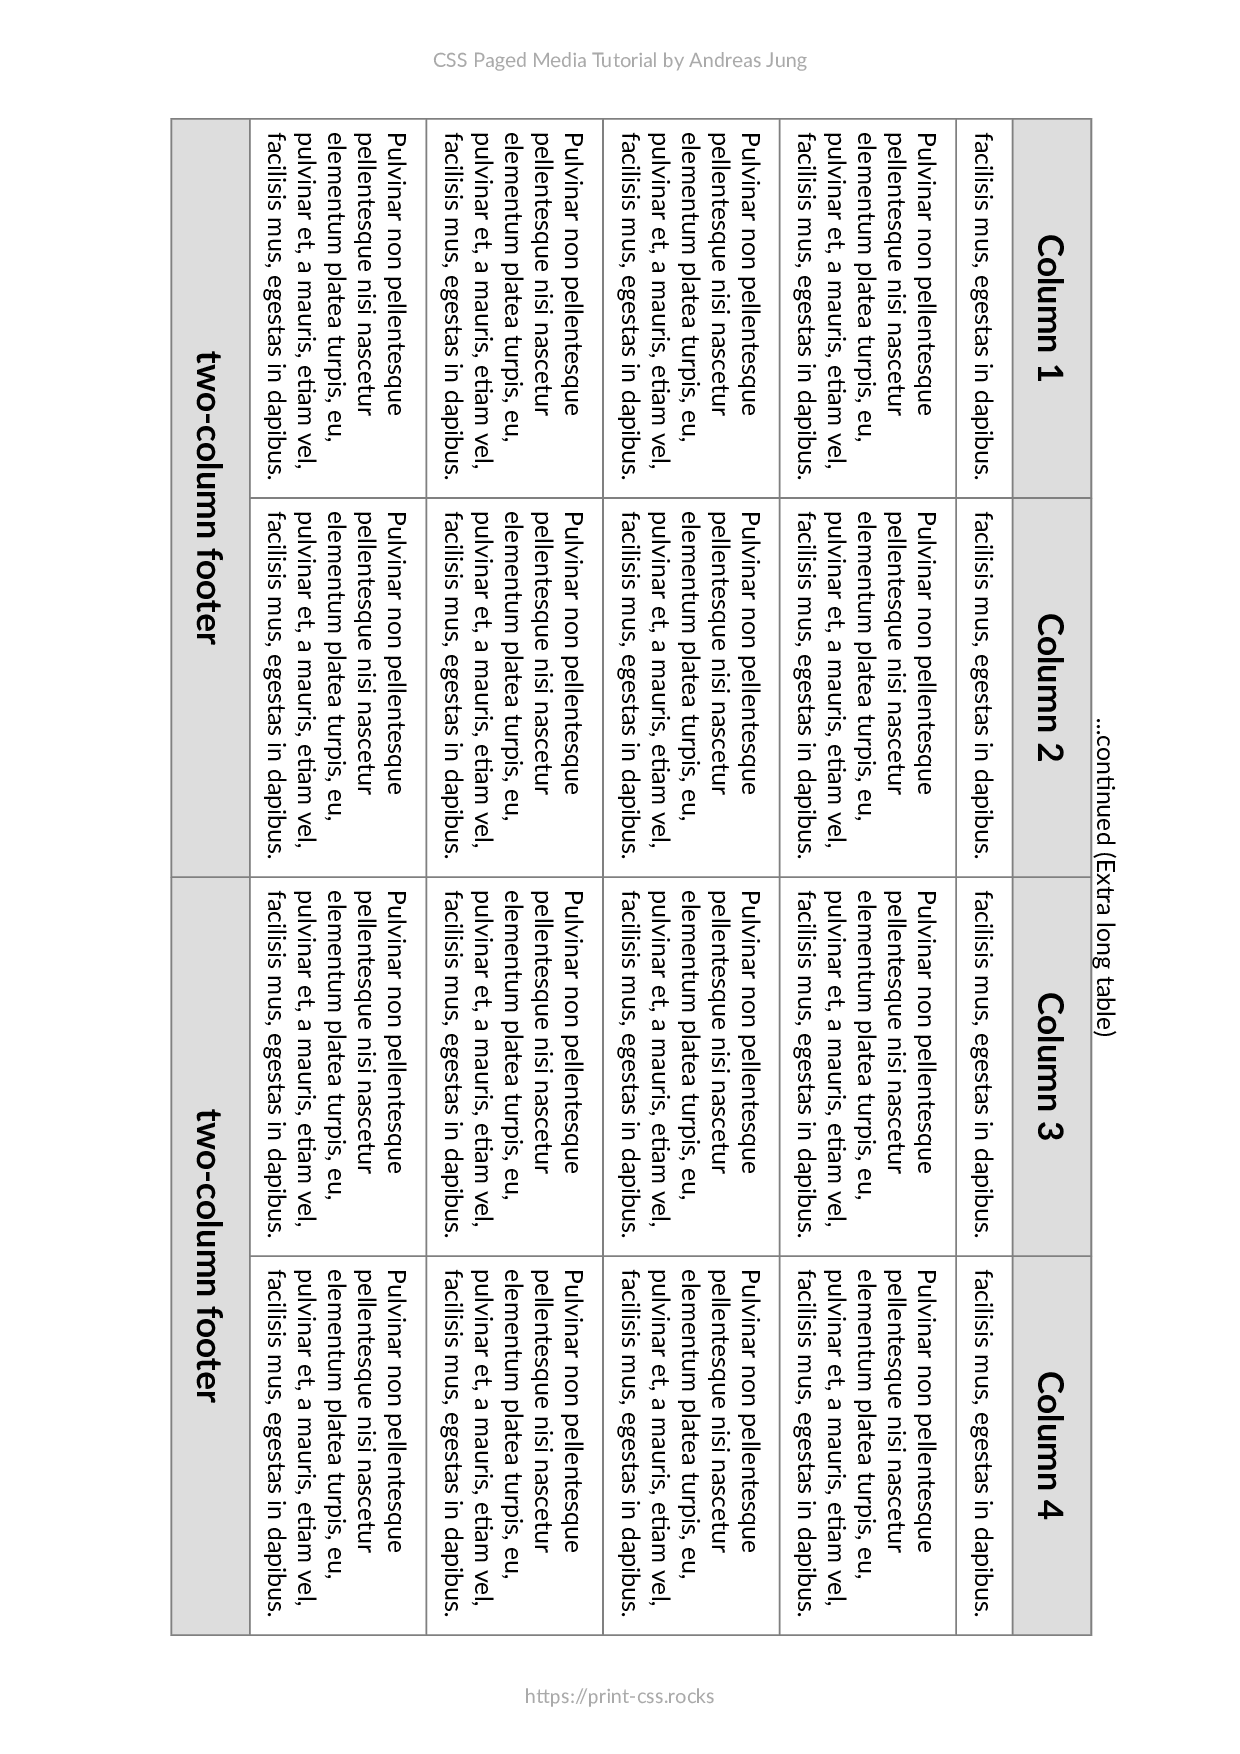 CSS Paged Media Tutorial by Andreas Jung
...continued (Extra long table)
Column 1 Column 2 Column 3 Column 4
facilisis mus, egestas in dapibus. facilisis mus, egestas in dapibus. facilisis mus, egestas in dapibus. facilisis mus, egestas in dapibus.
Pulvinar non pellentesque Pulvinar non pellentesque Pulvinar non pellentesque Pulvinar non pellentesque
pellentesque nisi nascetur pellentesque nisi nascetur pellentesque nisi nascetur pellentesque nisi nascetur
elementum platea turpis, eu, elementum platea turpis, eu, elementum platea turpis, eu, elementum platea turpis, eu,
pulvinar et, a mauris, etiam vel, pulvinar et, a mauris, etiam vel, pulvinar et, a mauris, etiam vel, pulvinar et, a mauris, etiam vel,
facilisis mus, egestas in dapibus. facilisis mus, egestas in dapibus. facilisis mus, egestas in dapibus. facilisis mus, egestas in dapibus.
Pulvinar non pellentesque Pulvinar non pellentesque Pulvinar non pellentesque Pulvinar non pellentesque
pellentesque nisi nascetur pellentesque nisi nascetur pellentesque nisi nascetur pellentesque nisi nascetur
elementum platea turpis, eu, elementum platea turpis, eu, elementum platea turpis, eu, elementum platea turpis, eu,
pulvinar et, a mauris, etiam vel, pulvinar et, a mauris, etiam vel, pulvinar et, a mauris, etiam vel, pulvinar et, a mauris, etiam vel,
facilisis mus, egestas in dapibus. facilisis mus, egestas in dapibus. facilisis mus, egestas in dapibus. facilisis mus, egestas in dapibus.
Pulvinar non pellentesque Pulvinar non pellentesque Pulvinar non pellentesque Pulvinar non pellentesque
pellentesque nisi nascetur pellentesque nisi nascetur pellentesque nisi nascetur pellentesque nisi nascetur
elementum platea turpis, eu, elementum platea turpis, eu, elementum platea turpis, eu, elementum platea turpis, eu,
pulvinar et, a mauris, etiam vel, pulvinar et, a mauris, etiam vel, pulvinar et, a mauris, etiam vel, pulvinar et, a mauris, etiam vel,
facilisis mus, egestas in dapibus. facilisis mus, egestas in dapibus. facilisis mus, egestas in dapibus. facilisis mus, egestas in dapibus.
Pulvinar non pellentesque Pulvinar non pellentesque Pulvinar non pellentesque Pulvinar non pellentesque
pellentesque nisi nascetur pellentesque nisi nascetur pellentesque nisi nascetur pellentesque nisi nascetur
elementum platea turpis, eu, elementum platea turpis, eu, elementum platea turpis, eu, elementum platea turpis, eu,
pulvinar et, a mauris, etiam vel, pulvinar et, a mauris, etiam vel, pulvinar et, a mauris, etiam vel, pulvinar et, a mauris, etiam vel,
facilisis mus, egestas in dapibus. facilisis mus, egestas in dapibus. facilisis mus, egestas in dapibus. facilisis mus, egestas in dapibus.
two-column footer two-column footer
https://print-css.rocks